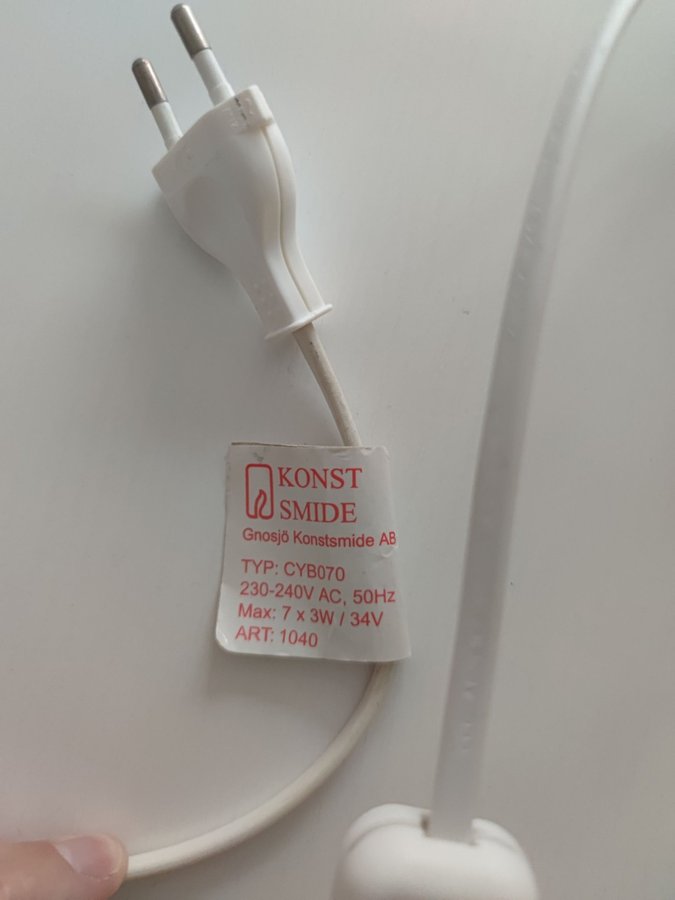 KONST
SMIDE
Gnosjö Konstsmide AB
TYP: CYB070
230-240V AC, 50Hz
Max: 7 x 3W / 34V
ART: 1040